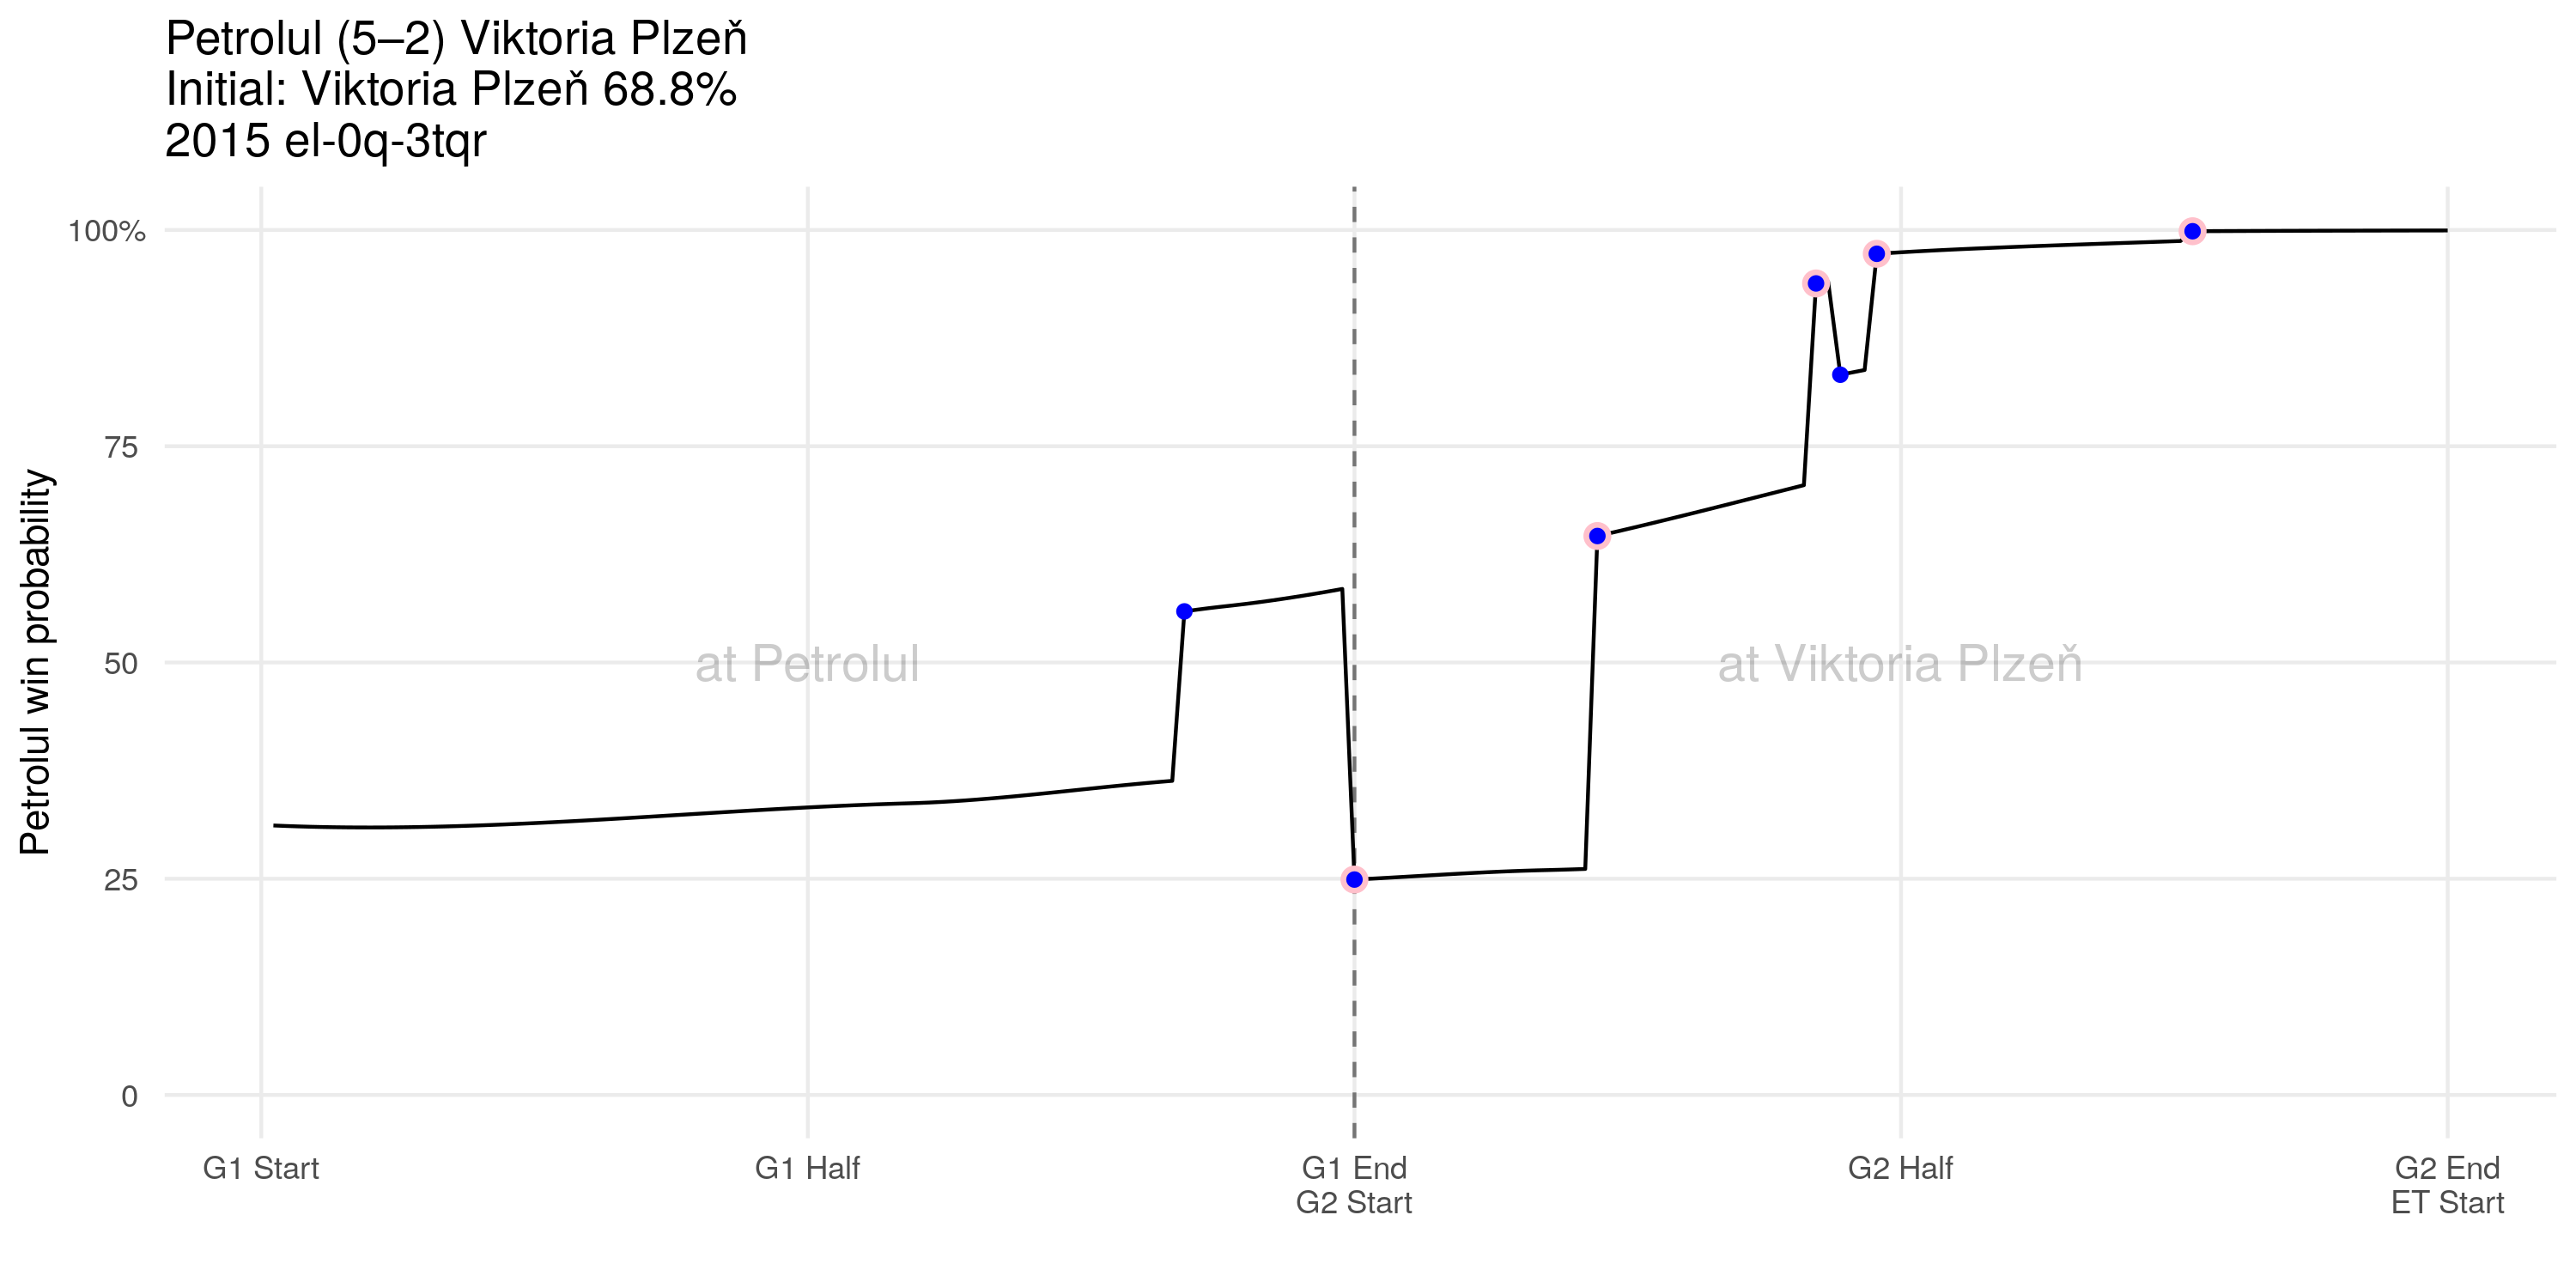 Petrolul (5–2) Viktoria Plzeň
Initial: Viktoria Plzeň 68.8%
2015 el-0q-3tqr
Petrolul win probability
100%
75
50
25
0
at Petrolul
at Viktoria Plzeň
G1 Start
G1 Half
G1 End
G2 Start
G2 Half
G2 End
ET Start